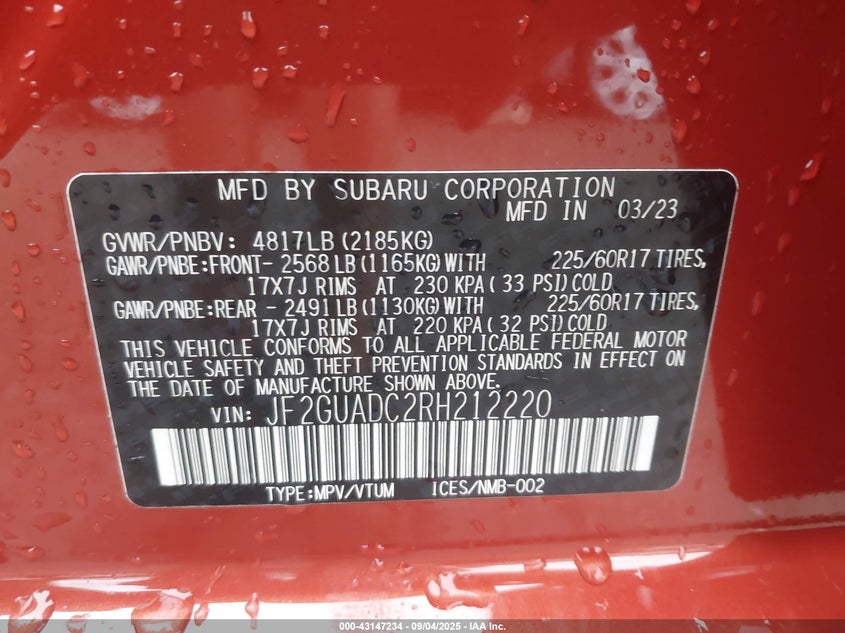 MFD BY SUBARU CORPORATION
MFD IN 03/23
GVWR/PNBV: 4817LB (2185KG)
GAWR/PNBE:FRONT- 2568LB (1165KG)WITH 225/60R17 TIRES,
17X7J RIMS AT 230 KPA( 33 PSI)COLD
GAWR/PNBE:REAR - 2491LB (1130KG)WITH 225/60R17 TIRES,
17X7J RIMS AT 220 KPA( 32 PSI)COLD
THIS VEHICLE CONFORMS TO ALL APPLICABLE FEDERAL MOTOR
VEHICLE SAFETY AND THEFT PREVENTION STANDARDS IN EFFECT ON
THE DATE OF MANUFACTURE SHOWN ABOVE.
VIN: JF2GUADC2RH212220
TYPE:MPV/VTUM ICES/NMB-002
000-43147234 - 09/04/2025 - IAA, Inc.